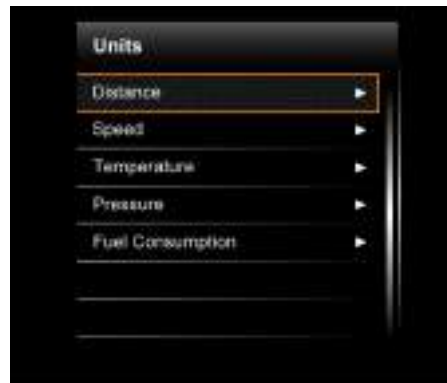 Units
Distance
Speed
Temperature
Pressure
Fuel Consumption